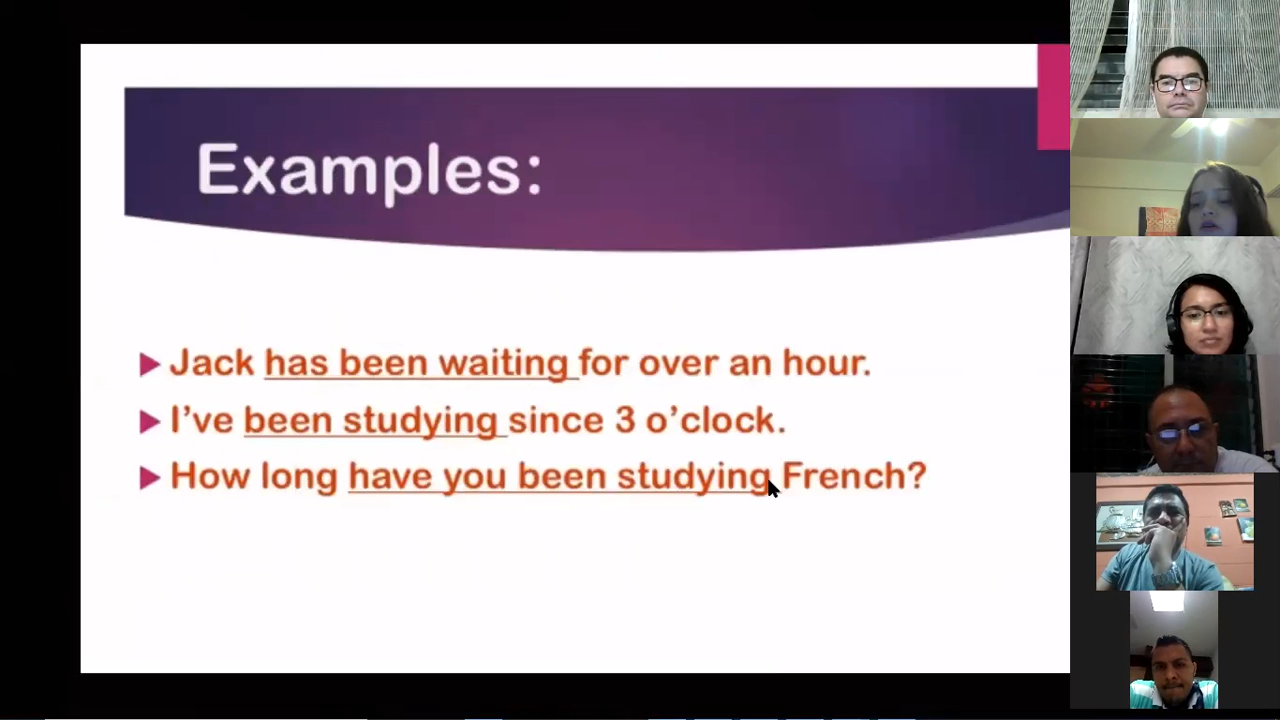 Examples:
Jack has been waiting for over an hour.
I've been studying since 3 o'clock.
How long have you been studying French?